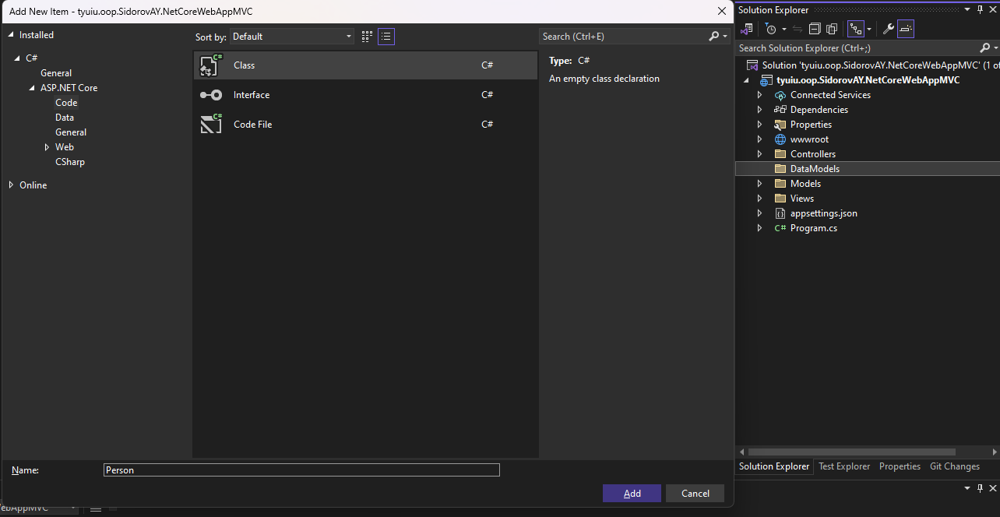 Add New Item - tyuiu.oop.SidorovAY.NetCoreWebAppMVC
Installed
C#
General
ASP.NET Core
Code
Data
General
Web
CSharp
Online
Sort by: Default
Class C#
Interface C#
Code File C#
Search (Ctrl+E)
Type: C#
An empty class declaration
Name: Person
Add Cancel
Solution Explorer
Search Solution Explorer (Ctrl+;)
Solution 'tyuiu.oop.SidorovAY.NetCoreWebAppMVC' (1 of
tyuiu.oop.SidorovAY.NetCoreWebAppMVC
Connected Services
Dependencies
Properties
wwwroot
Controllers
DataModels
Models
Views
appsettings.json
C# Program.cs
Solution Explorer Test Explorer Properties Git Changes
ebAppMVC